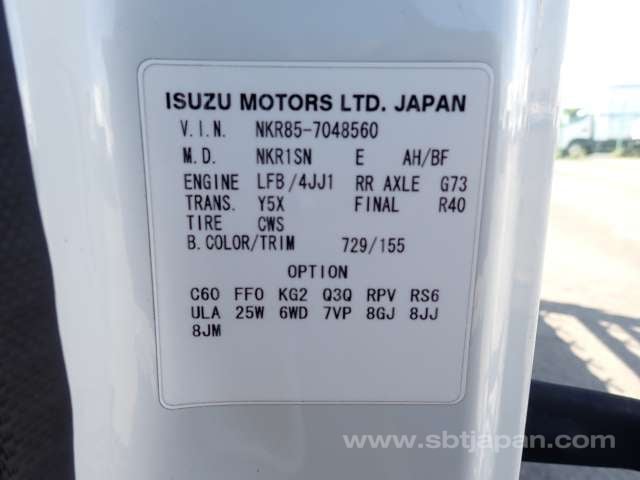 ISUZU MOTORS LTD. JAPAN
V.I.N. NKR85-7048560
M.D. NKR1SN E AH/BF
ENGINE LFB/4JJ1 RR AXLE G73
TRANS. Y5X FINAL R40
TIRE CWS
B.COLOR/TRIM 729/155
OPTION
C60 FF0 KG2 Q3Q RPV RS6
ULA 25W 6WD 7VP 8GJ 8JJ
8JM
www.sbtjapan.com